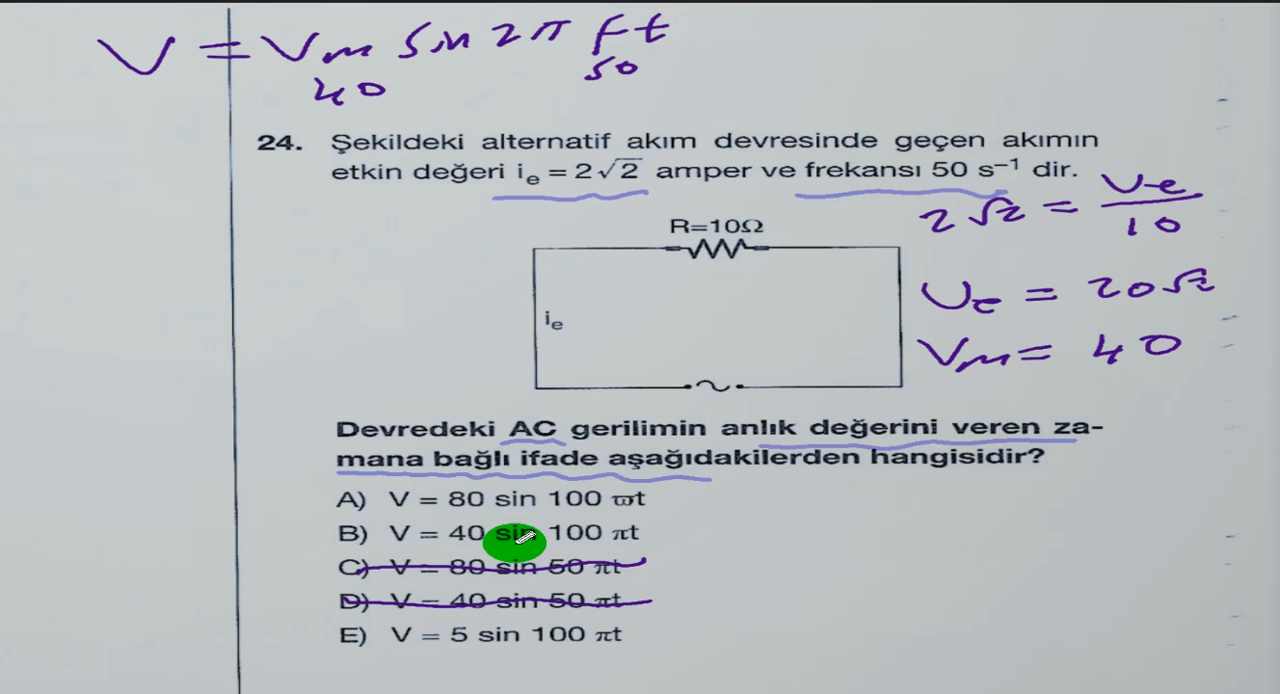 V = Vm sin 2π ft
40 50
24. Şekildeki alternatif akım devresinde geçen akımın
etkin değeri ie = 2√2 amper ve frekansı 50 s⁻¹ dir.
2√2 = Ve/10
R=10Ω
Ve = 20√2
ie
Vm = 40
Devredeki AC gerilimin anlık değerini veren za-
mana bağlı ifade aşağıdakilerden hangisidir?
A) V = 80 sin 100 ϖt
B) V = 40 sin 100 πt
C) V = 80 sin 50 πt
D) V = 40 sin 50 πt
E) V = 5 sin 100 πt